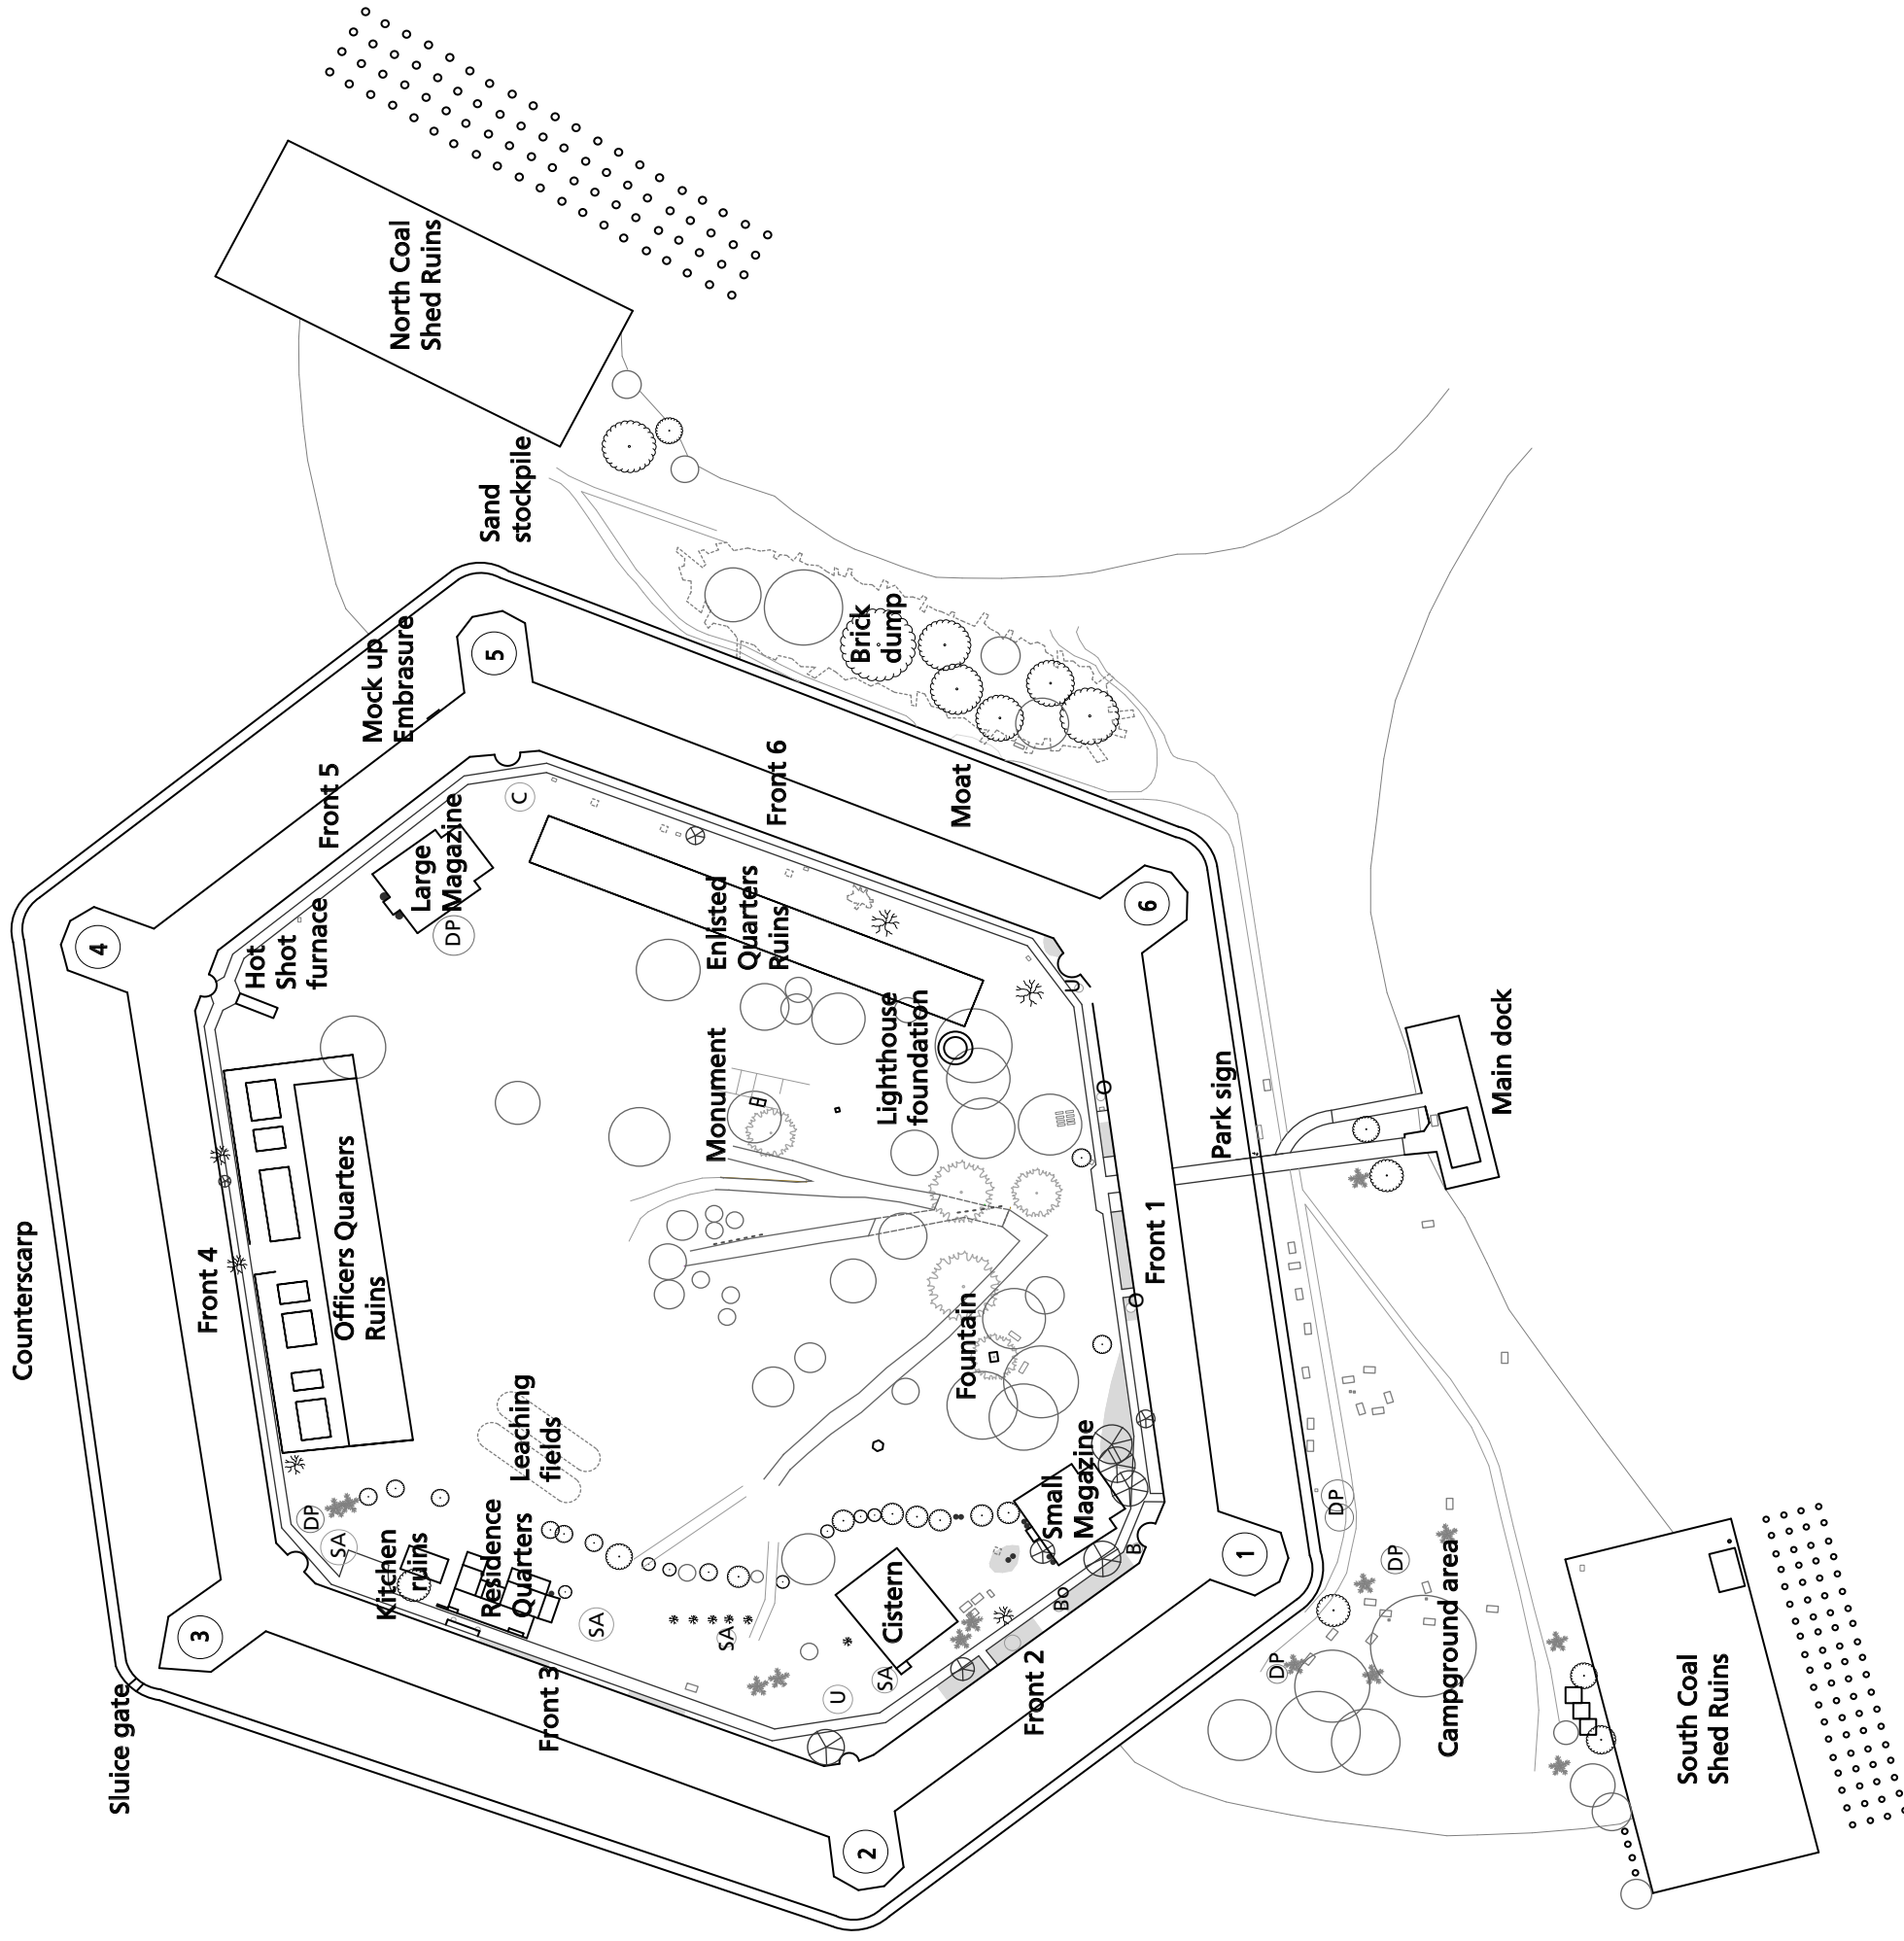 North Coal
Shed Ruins
Sand
stockpile
Mock up
Embrasure
5
Brick
dump
Front 5
Front 6
Moat
C
Large
Magazine
DP
4
Hot
Shot
furnace
Enlisted
Quarters
Ruins
6
U
Counterscarp
Front 4
Officers Quarters
Ruins
Monument
Lighthouse
foundation
Park sign
Main dock
Front 1
Fountain
Leaching
fields
DP
SA
Kitchen
ruins
Residence
Quarters
SA
SA
Small
Magazine
B
Bo
1
Cistern
SA
U
3
Sluice gate
Front 3
Front 2
2
DP
DP
DP
Campground area
South Coal
Shed Ruins